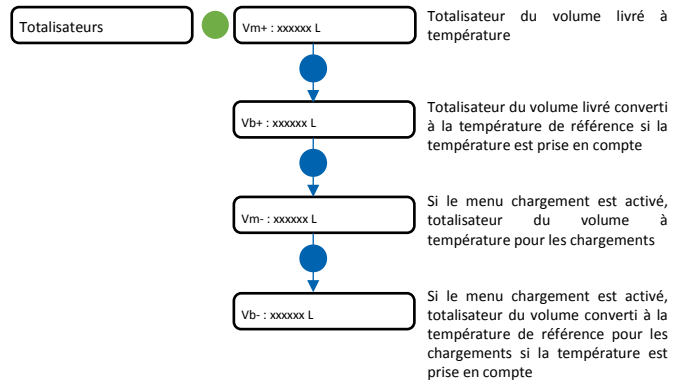 Totalisateurs
Vm+ : xxxxxx L
Totalisateur du volume livré à
température
Vb+ : xxxxxx L
Totalisateur du volume livré converti
à la température de référence si la
température est prise en compte
Vm- : xxxxxx L
Si le menu chargement est activé,
totalisateur du volume à
température pour les chargements
Vb- : xxxxxx L
Si le menu chargement est activé,
totalisateur du volume converti à la
température de référence pour les
chargements si la température est
prise en compte